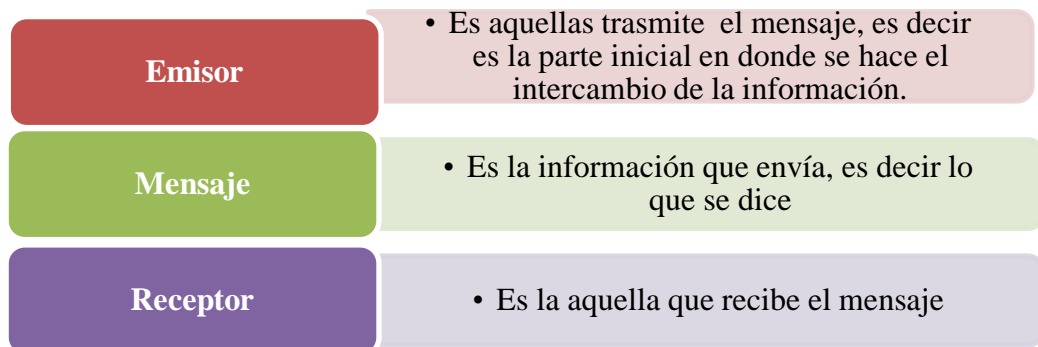 Emisor
• Es aquellas trasmite el mensaje, es decir
es la parte inicial en donde se hace el
intercambio de la información.
Mensaje
• Es la información que envía, es decir lo
que se dice
Receptor
• Es la aquella que recibe el mensaje